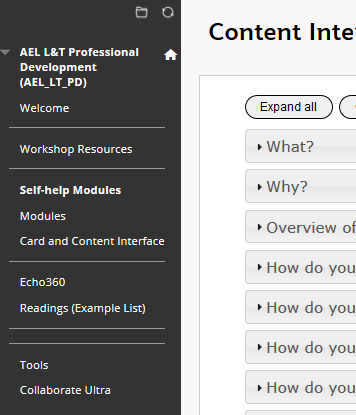 AEL L&T Professional
Development
(AEL_LT_PD)
Welcome
Workshop Resources
Self-help Modules
Modules
Card and Content Interface
Echo360
Readings (Example List)
Tools
Collaborate Ultra
Content Inte
Expand all
What?
Why?
Overview of
How do you
How do you
How do you
How do you